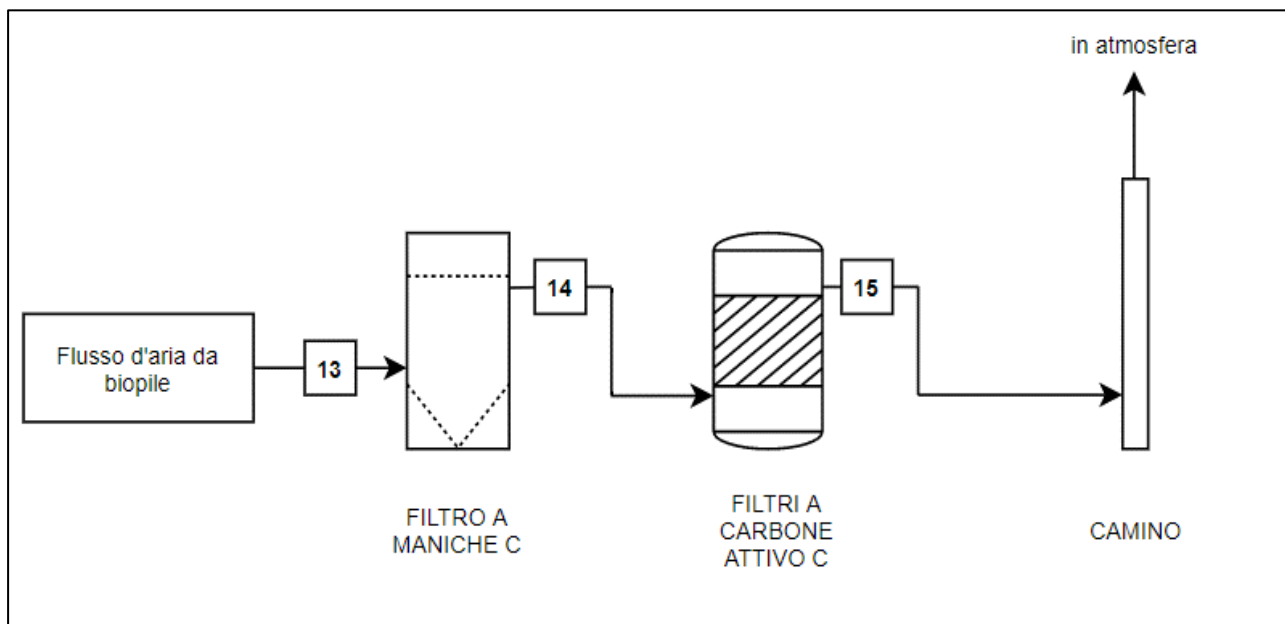 in atmosfera
Flusso d'aria da
biopile
13
14
15
FILTRO A
MANICHE C
FILTRI A
CARBONE
ATTIVO C
CAMINO